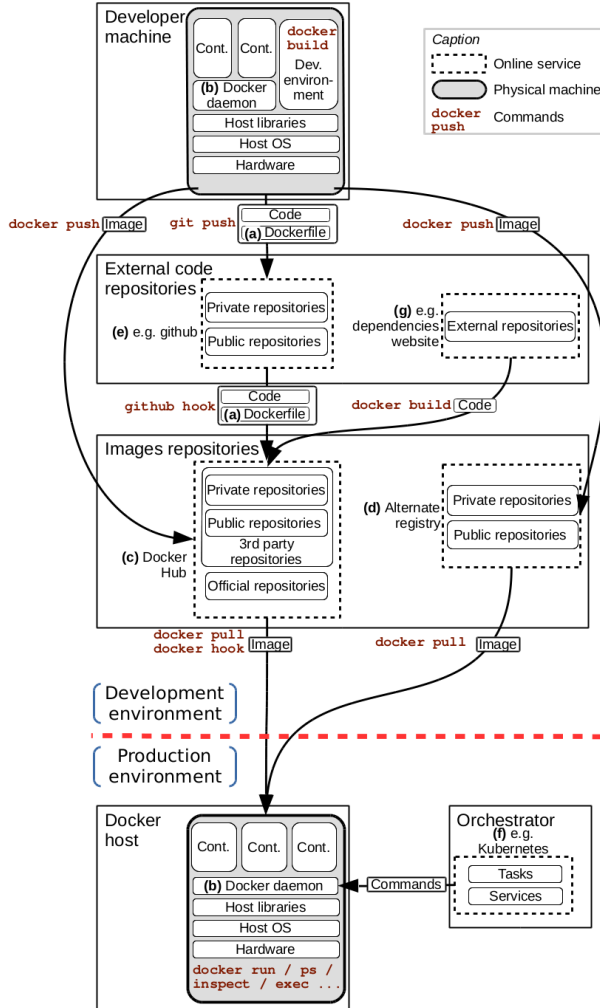 Developer
machine
Cont.
Cont.
docker
build
Dev.
environ-
ment
(b) Docker
daemon
Host libraries
Host OS
Hardware
Caption
Online service
Physical machine
docker
push
Commands
docker push Image
git push
Code
(a) Dockerfile
docker push Image
External code
repositories
(e) e.g. github
Private repositories
Public repositories
(g) e.g.
dependencies
website
External repositories
github hook
Code
(a) Dockerfile
docker build Code
Images repositories
Private repositories
Public repositories
3rd party
repositories
Official repositories
(c) Docker
Hub
(d) Alternate
registry
Private repositories
Public repositories
docker pull
docker hook
Image
docker pull Image
Development
environment
Production
environment
Docker
host
Cont.
Cont.
Cont.
(b) Docker daemon
Host libraries
Host OS
Hardware
docker run / ps /
inspect / exec ...
Commands
Orchestrator
(f) e.g.
Kubernetes
Tasks
Services